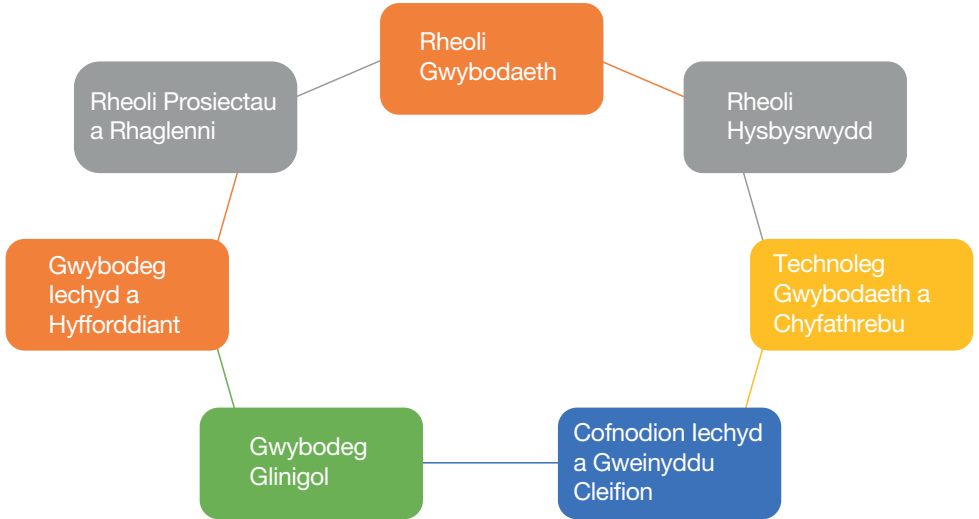 Rheoli
Gwybodaeth
Rheoli
Hysbysrwydd
Technoleg
Gwybodaeth a
Chyfathrebu
Cofnodion Iechyd
a Gweinyddu
Cleifion
Gwybodeg
Glinigol
Gwybodeg
Iechyd a
Hyfforddiant
Rheoli Prosiectau
a Rhaglenni